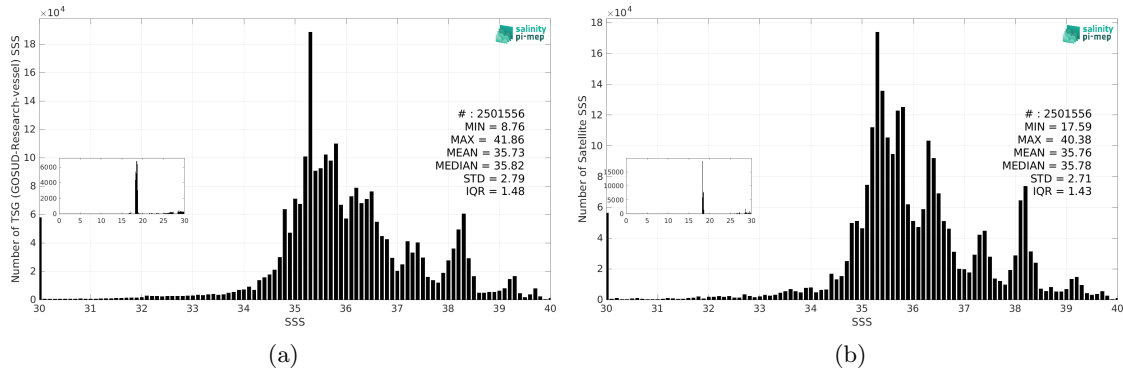 ×10⁴
salinity
pi-mep
Number of TSG (GOSUD-Research-vessel) SSS
18
16
14
12
10
8
6
4
2
0
# : 2501556
MIN = 8.76
MAX = 41.86
MEAN = 35.73
MEDIAN = 35.82
STD = 2.79
IQR = 1.48
6000
4000
2000
0
0 5 10 15 20 25 30
30 31 32 33 34 35 36 37 38 39 40
SSS
(a)
×10⁴
salinity
pi-mep
Number of Satellite SSS
18
16
14
12
10
8
6
4
2
0
# : 2501556
MIN = 17.59
MAX = 40.38
MEAN = 35.76
MEDIAN = 35.78
STD = 2.71
IQR = 1.43
15000
10000
5000
0
0 5 10 15 20 25 30
30 31 32 33 34 35 36 37 38 39 40
SSS
(b)